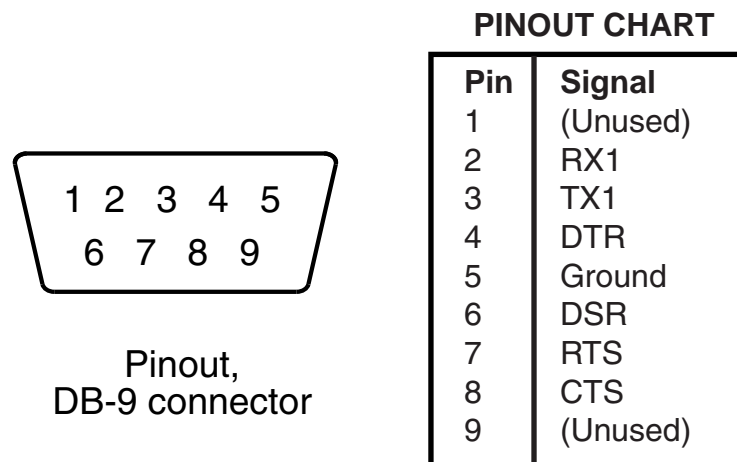 PINOUT CHART
Pin Signal
1 (Unused)
2 RX1
3 TX1
4 DTR
5 Ground
6 DSR
7 RTS
8 CTS
9 (Unused)
1 2 3 4 5
6 7 8 9
Pinout,
DB-9 connector